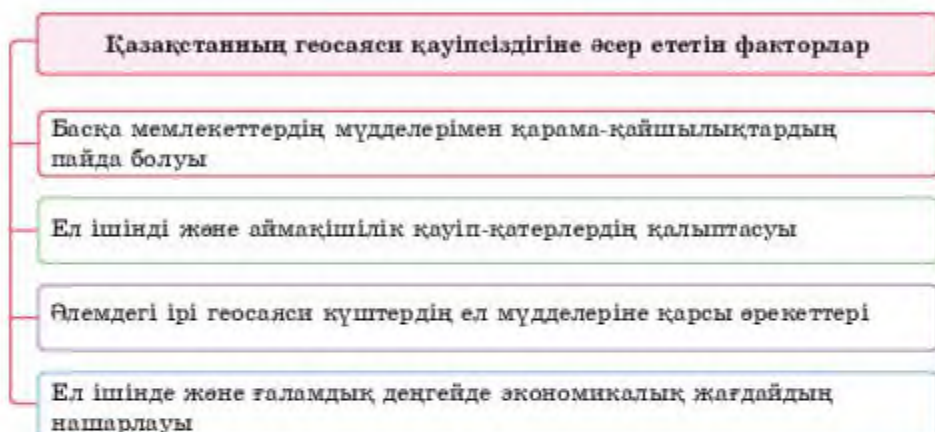 Қазақстанның геосаяси қауіпсіздігіне әсер ететін факторлар
Басқа мемлекеттердің мүдделерімен қарама-қайшылықтардың
пайда болуы
Ел ішінді және аймақішілік қауіп-қатерлердің қалыптасуы
Әлемдегі ірі геосаяси күштердің ел мүдделеріне қарсы әрекеттері
Ел ішінде және ғаламдық деңгейде экономикалық жағдайдың
нашарлауы